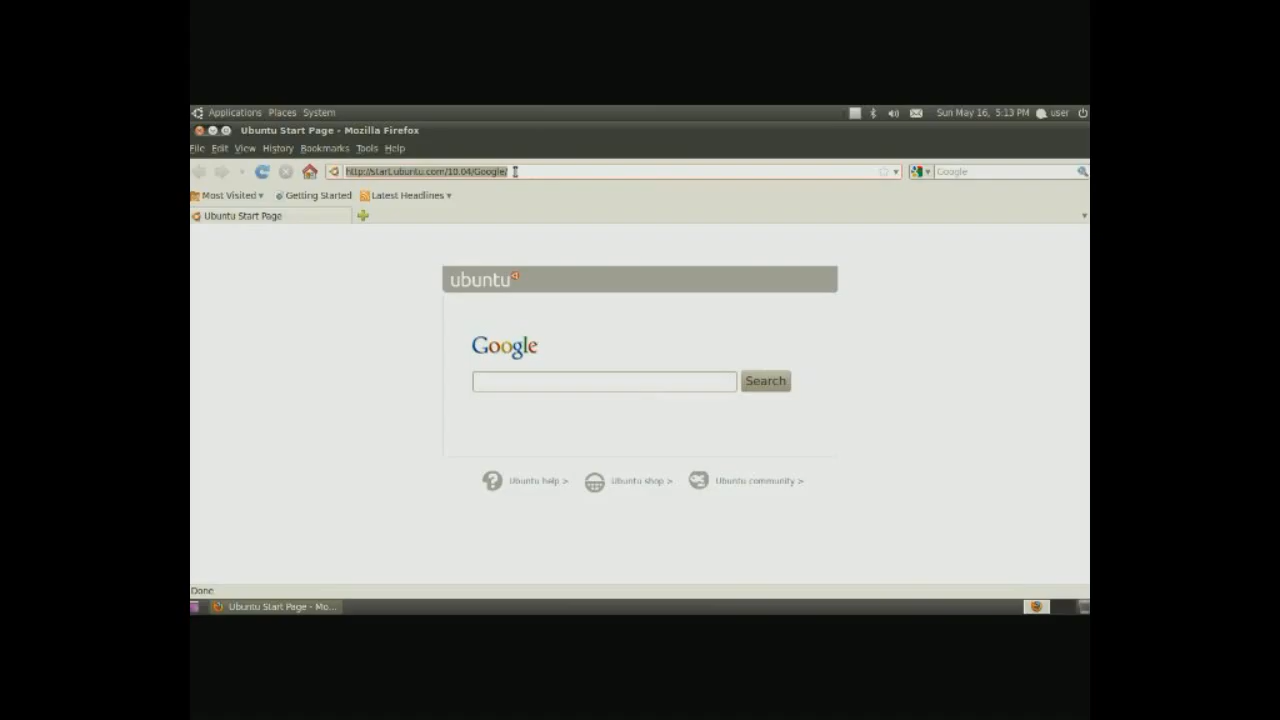 Applications Places System Sun May 16, 5:13 PM user
Ubuntu Start Page - Mozilla Firefox
File Edit View History Bookmarks Tools Help
http://start.ubuntu.com/10.04/Google/ Google
Most Visited Getting Started Latest Headlines
Ubuntu Start Page
ubuntu
Google
Search
Ubuntu help > Ubuntu shop > Ubuntu community >
Done
Ubuntu Start Page - Mo...